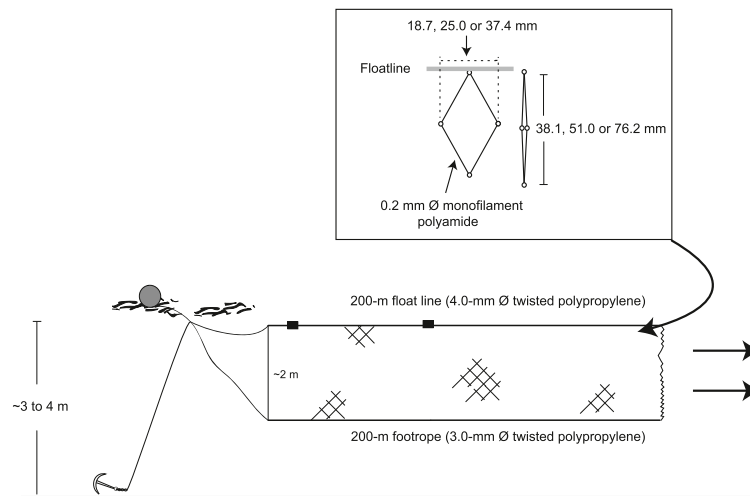 18.7, 25.0 or 37.4 mm
Floatline
38.1, 51.0 or 76.2 mm
0.2 mm Ø monofilament
polyamide
200-m float line (4.0-mm Ø twisted polypropylene)
~2 m
~3 to 4 m
200-m footrope (3.0-mm Ø twisted polypropylene)